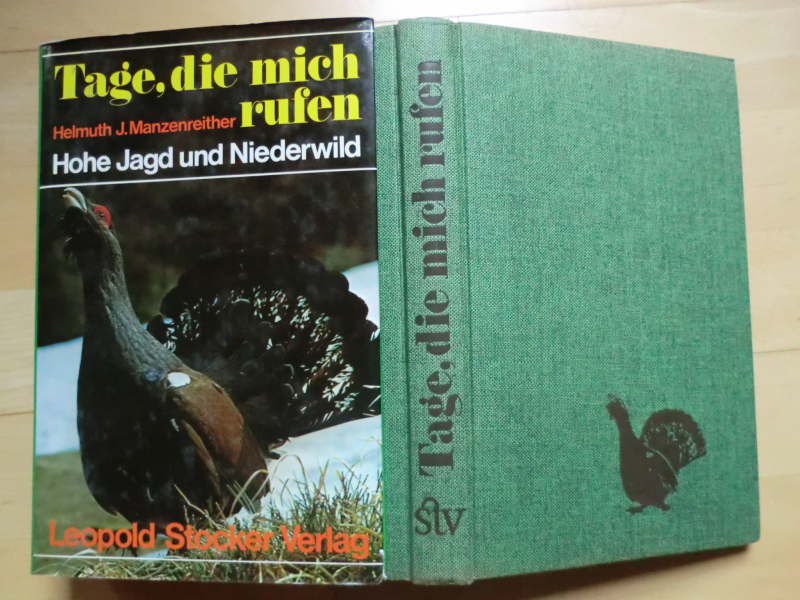 Tage, die mich
rufen
Helmuth J. Manzenreither
Hohe Jagd und Niederwild
Leopold Stocker Verlag
Tage, die mich rufen
stv